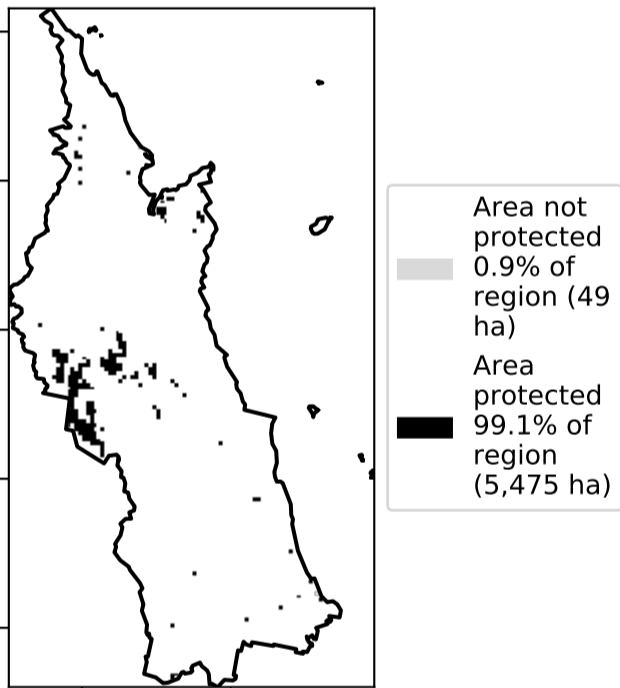 Area not
protected
0.9% of
region (49
ha)
Area
protected
99.1% of
region
(5,475 ha)